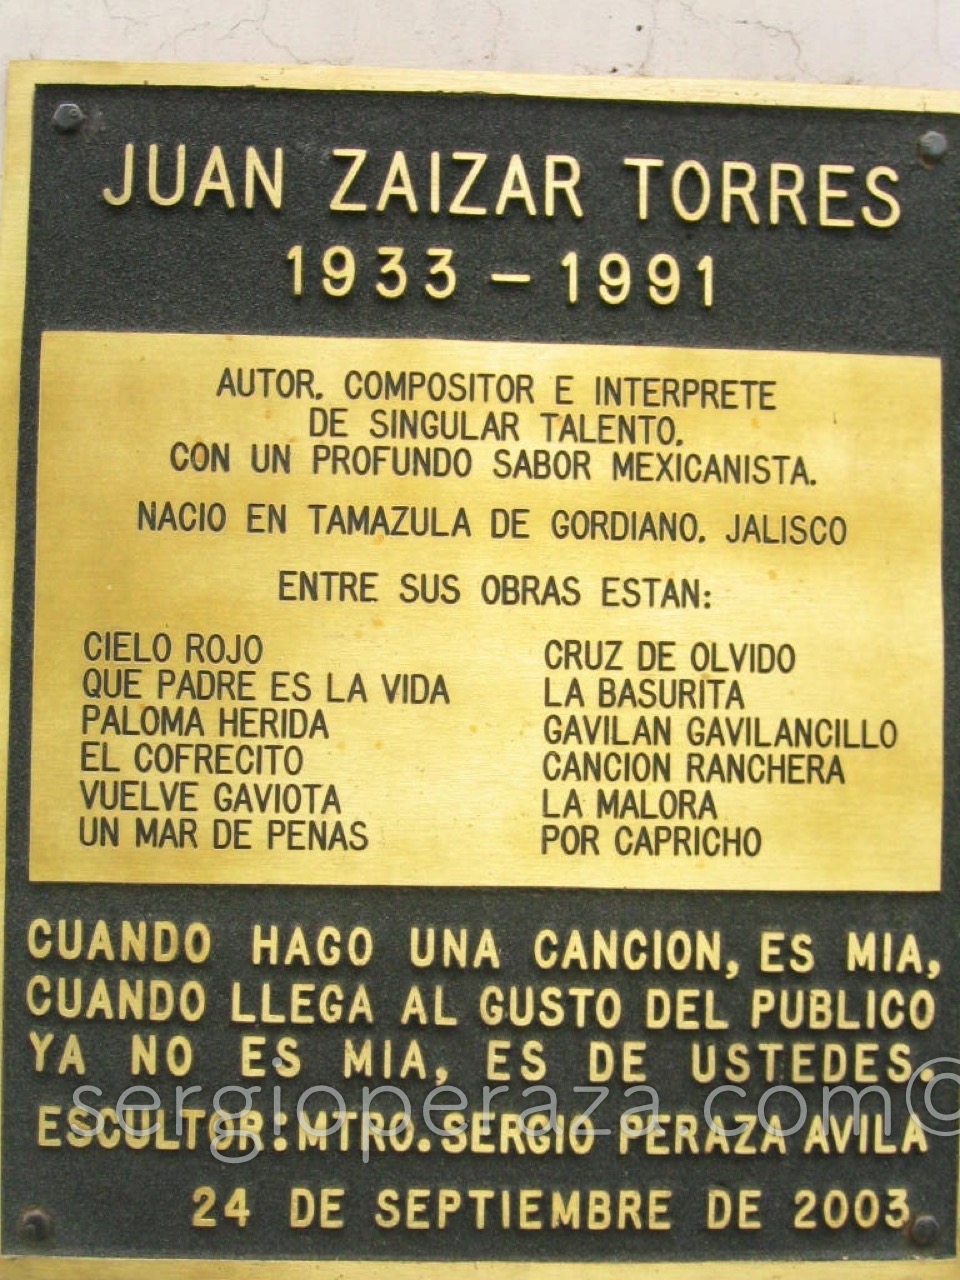 JUAN ZAIZAR TORRES
1933 - 1991
AUTOR, COMPOSITOR E INTERPRETE
DE SINGULAR TALENTO,
CON UN PROFUNDO SABOR MEXICANISTA.
NACIO EN TAMAZULA DE GORDIANO, JALISCO
ENTRE SUS OBRAS ESTAN:
CIELO ROJO
QUE PADRE ES LA VIDA
PALOMA HERIDA
EL COFRECITO
VUELVE GAVIOTA
UN MAR DE PENAS
CRUZ DE OLVIDO
LA BASURITA
GAVILAN GAVILANCILLO
CANCION RANCHERA
LA MALORA
POR CAPRICHO
CUANDO HAGO UNA CANCION, ES MIA,
CUANDO LLEGA AL GUSTO DEL PUBLICO
YA NO ES MIA, ES DE USTEDES.
sergioperaza.com©
ESCULTOR:MTRO.SERGIO PERAZA AVILA
24 DE SEPTIEMBRE DE 2003